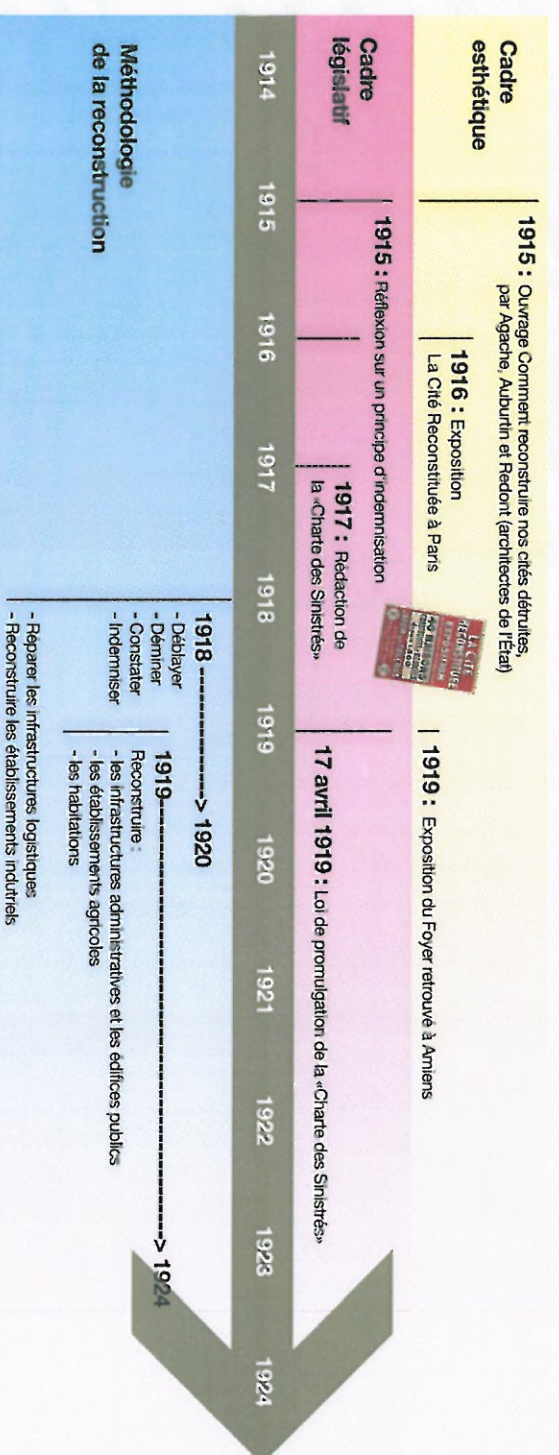 Cadre
esthétique
1915 : Ouvrage Comment reconstruire nos cités détruites,
par Agache, Auburtin et Redont (architectes de l'État)
1916 : Exposition
La Cité Reconstituée à Paris
LA CITÉ
RECONSTITUÉE
EXPOSITION
1919 : Exposition du Foyer retrouvé à Amiens
Cadre
législatif
1915 : Réflexion sur un principe d'indemnisation
1917 : Rédaction de
la «Charte des Sinistrés»
17 avril 1919 : Loi de promulgation de la «Charte des Sinistrés»
1914 1915 1916 1917 1918 1919 1920 1921 1922 1923 1924
Méthodologie
de la reconstruction
1918 -------------> 1920
- Déblayer
- Déminer
- Constater
- Indemniser
1919--------------------------------------------> 1924
Reconstruire :
- les infrastructures administratives et les édifices publics
- les établissements agricoles
- les habitations
- Réparer les infrastructures logistiques
- Reconstruire les établissements indutriels